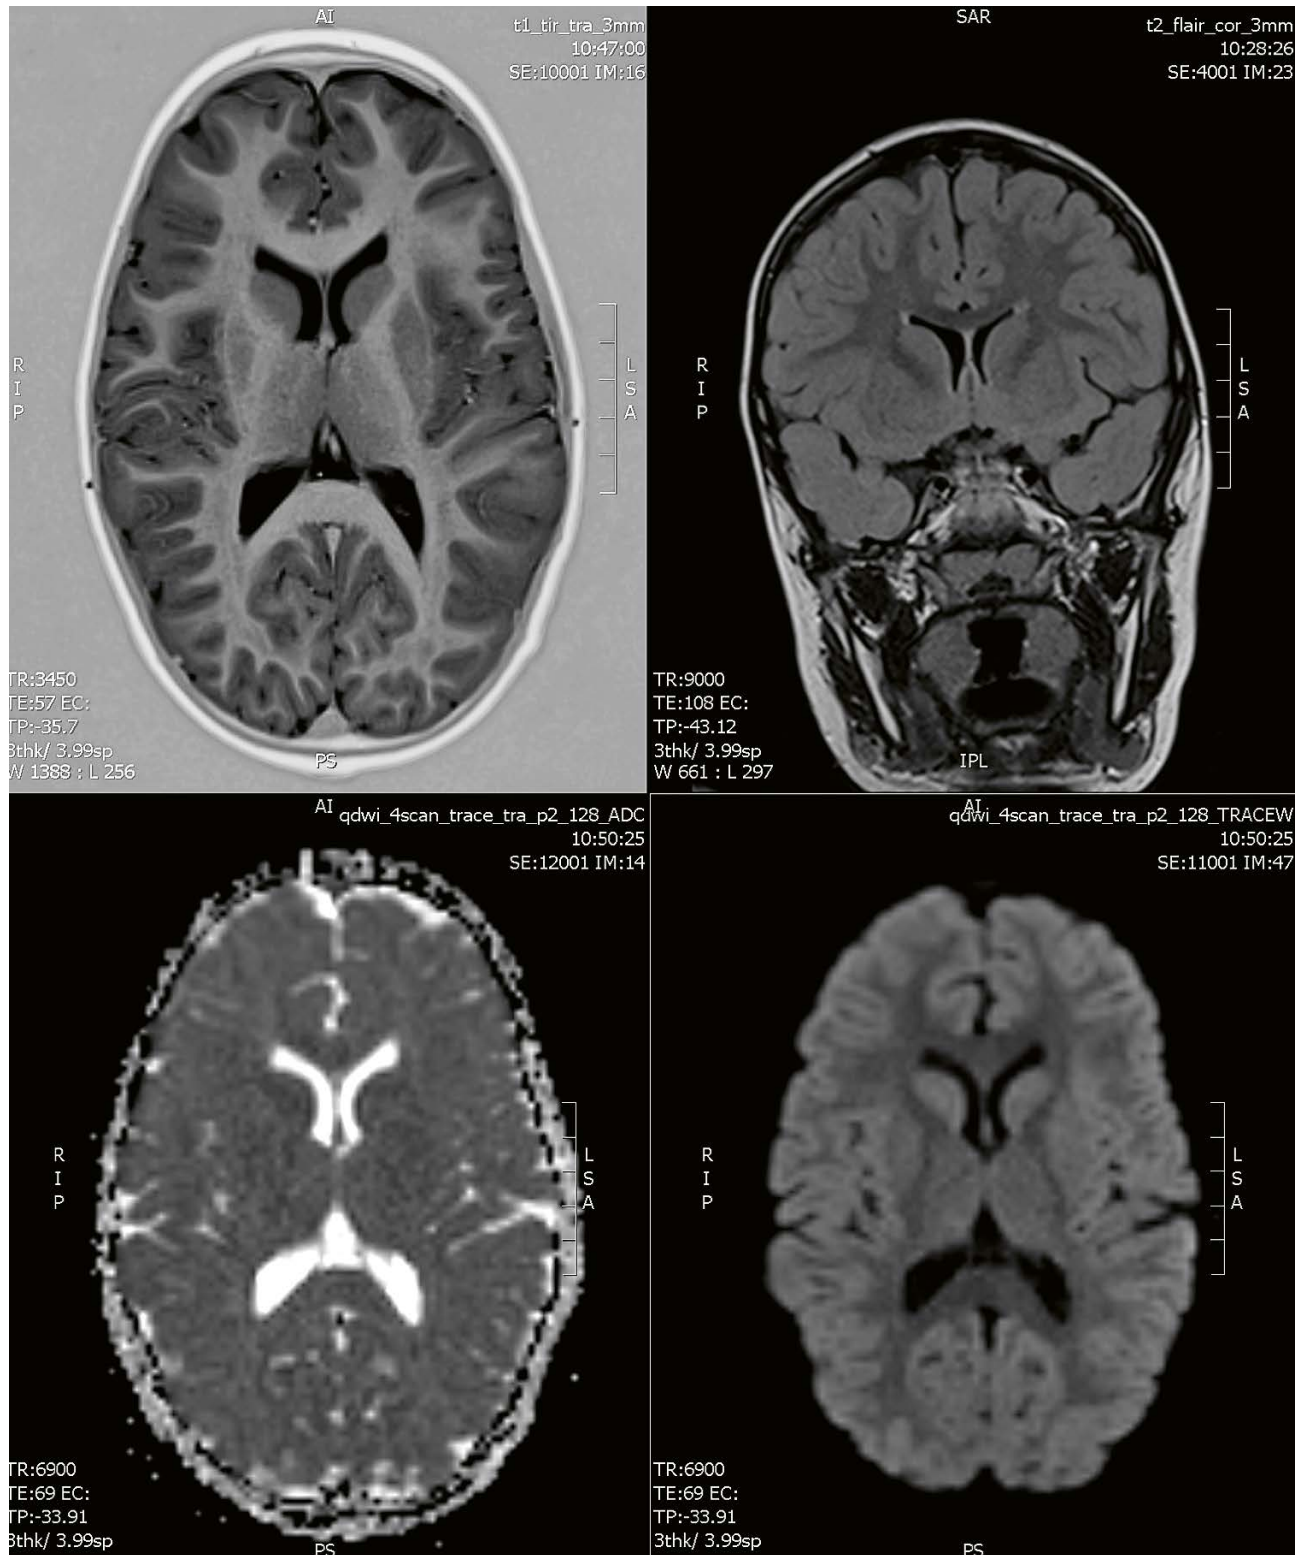 AI
t1_tir_tra_3mm
10:47:00
SE:10001 IM:16
R
I
P
L
S
A
TR:3450
TE:57 EC:
TP:-35.7
3thk/ 3.99sp
W 1388 : L 256
PS
SAR
t2_flair_cor_3mm
10:28:26
SE:4001 IM:23
R
I
P
L
S
A
TR:9000
TE:108 EC:
TP:-43.12
3thk/ 3.99sp
W 661 : L 297
IPL
AI
qdwi_4scan_trace_tra_p2_128_ADC
10:50:25
SE:12001 IM:14
R
I
P
L
S
A
TR:6900
TE:69 EC:
TP:-33.91
3thk/ 3.99sp
PS
AI
qdwi_4scan_trace_tra_p2_128_TRACEW
10:50:25
SE:11001 IM:47
R
I
P
L
S
A
TR:6900
TE:69 EC:
TP:-33.91
3thk/ 3.99sp
PS